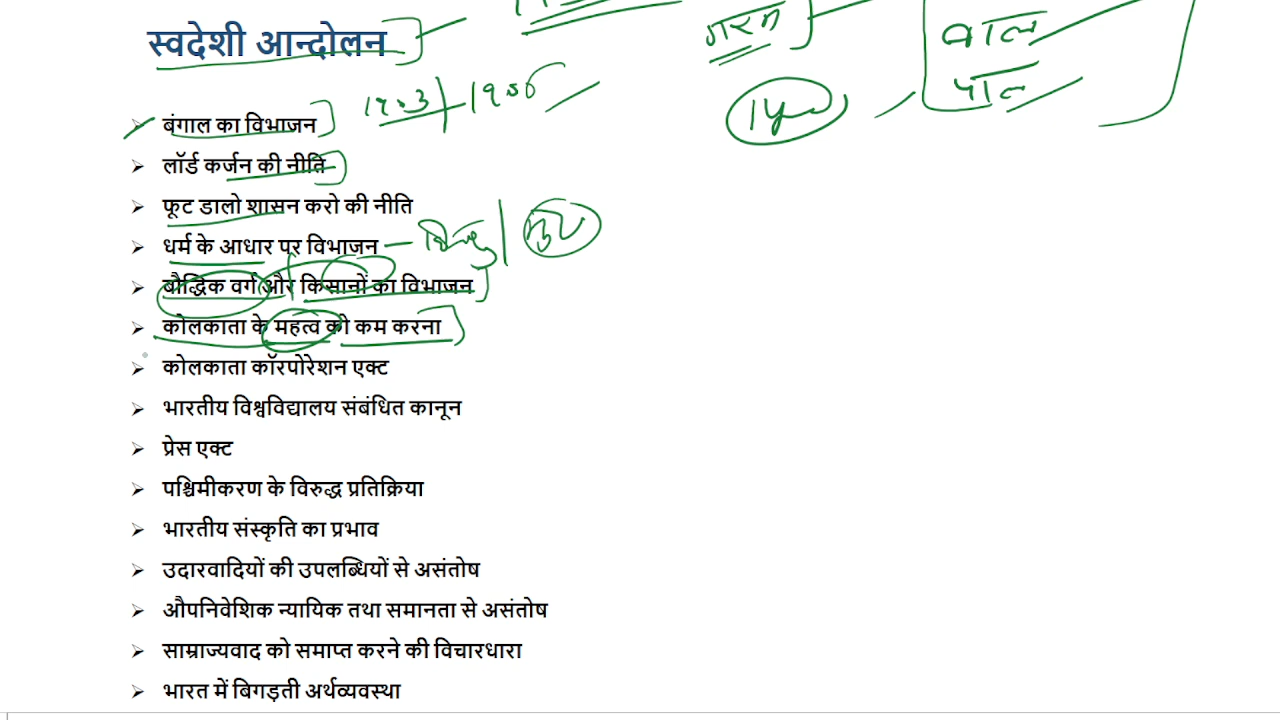 स्वदेशी आन्दोलन
गरम
बाल
पाल
बंगाल का विभाजन
लॉर्ड कर्जन की नीति
फूट डालो शासन करो की नीति
धर्म के आधार पर विभाजन
बौद्धिक वर्ग और किसानों का विभाजन
कोलकाता के महत्व को कम करना
कोलकाता कॉरपोरेशन एक्ट
भारतीय विश्वविद्यालय संबंधित कानून
प्रेस एक्ट
पश्चिमीकरण के विरुद्ध प्रतिक्रिया
भारतीय संस्कृति का प्रभाव
उदारवादियों की उपलब्धियों से असंतोष
औपनिवेशिक न्यायिक तथा समानता से असंतोष
साम्राज्यवाद को समाप्त करने की विचारधारा
भारत में बिगड़ती अर्थव्यवस्था